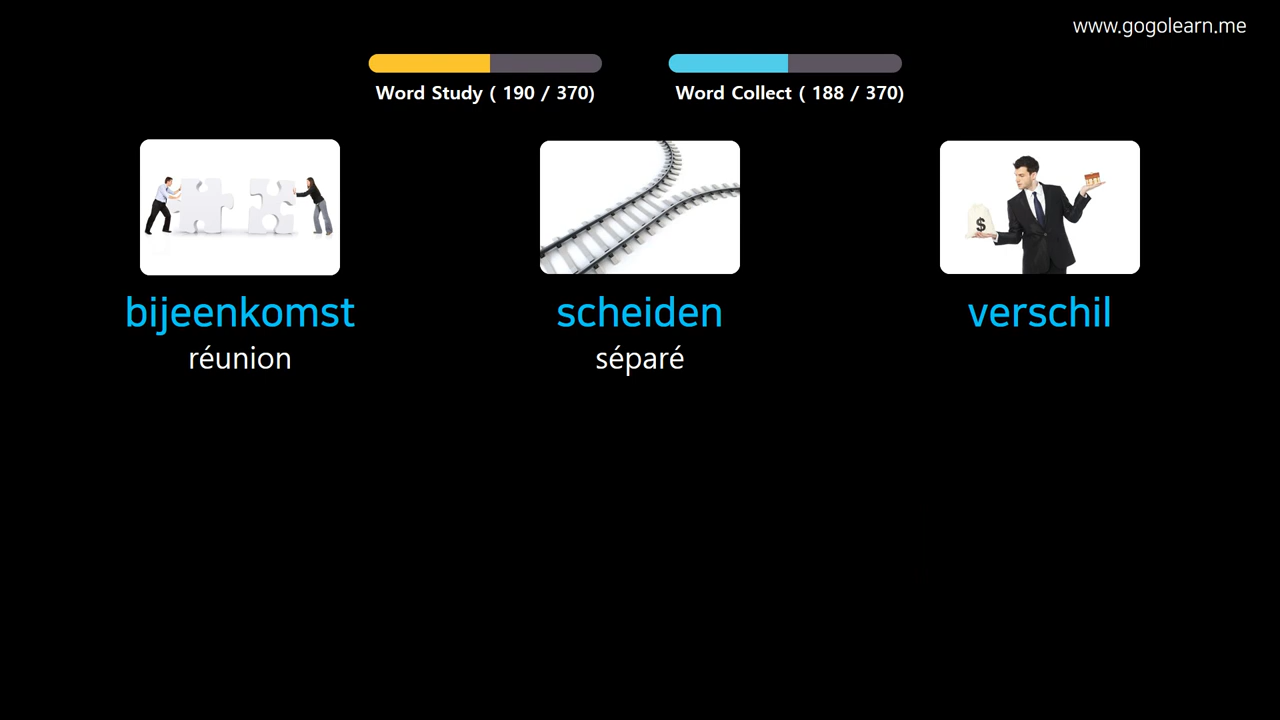 www.gogolearn.me
Word Study ( 190 / 370)
Word Collect ( 188 / 370)
$
bijeenkomst
réunion
scheiden
séparé
verschil